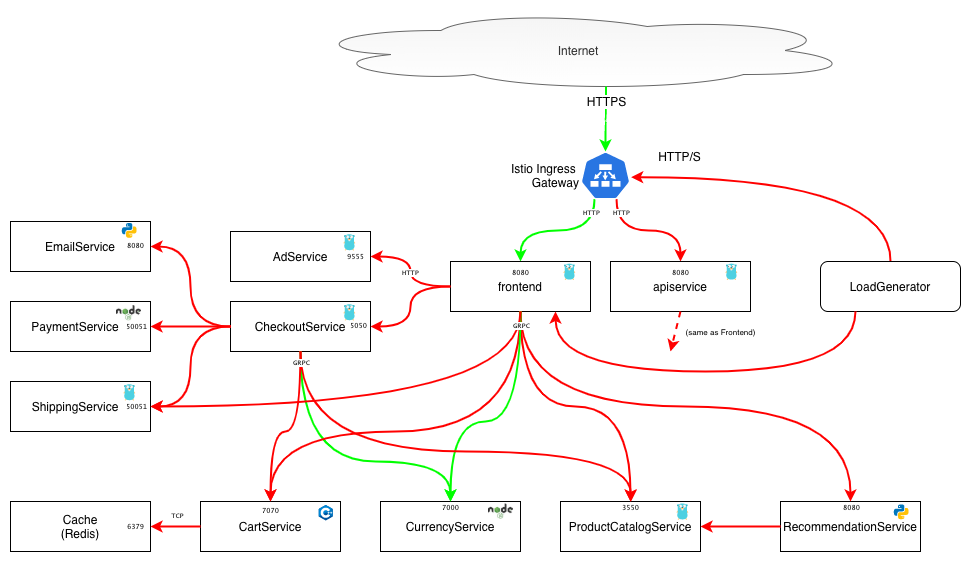 Internet
HTTPS
HTTP/S
Istio Ingress
Gateway
HTTP
HTTP
EmailService
8080
AdService
9555
HTTP
8080
frontend
8080
apiservice
LoadGenerator
node
PaymentService
50051
CheckoutService
5050
GRPC
(same as Frontend)
GRPC
ShippingService
50051
Cache
(Redis)
6379
TCP
7070
CartService
7000
node
CurrencyService
3550
ProductCatalogService
8080
RecommendationService